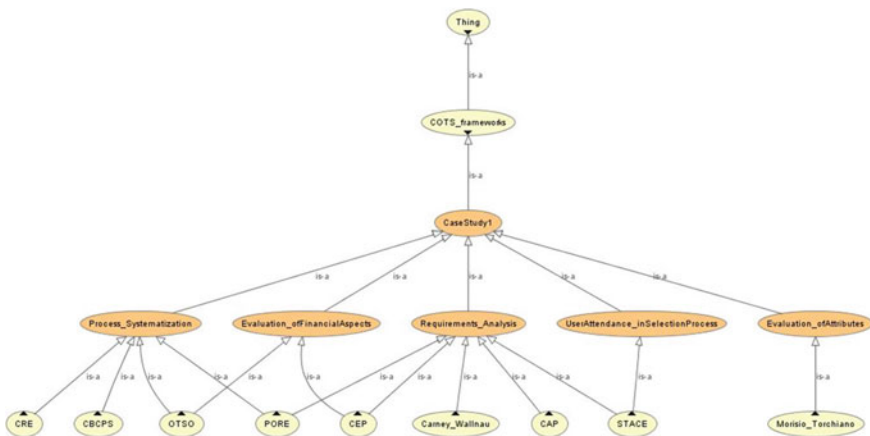 Thing
is-a
COTS_frameworks
is-a
CaseStudy1
is-a is-a is-a is-a is-a
Process_Systematization Evaluation_ofFinancialAspects Requirements_Analysis UserAttendance_inSelectionProcess Evaluation_ofAttributes
is-a is-a is-a is-a is-a is-a is-a is-a is-a is-a is-a is-a
CRE CBCPS OTSO PORE CEP Carney_Wallnau CAP STACE Morisio_Torchiano